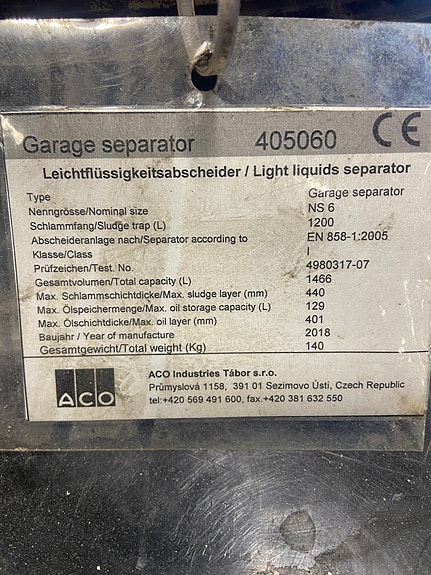 Garage separator 405060 CE
Leichtflüssigkeitsabscheider / Light liquids separator
Type Garage separator
Nenngrösse/Nominal size NS 6
Schlammfang/Sludge trap (L) 1200
Abscheideranlage nach/Separator according to EN 858-1:2005
Klasse/Class I
Prüfzeichen/Test. No. 4980317-07
Gesamtvolumen/Total capacity (L) 1466
Max. Schlammschichtdicke/Max. sludge layer (mm) 440
Max. Ölspeichermenge/Max. oil storage capacity (L) 129
Max. Ölschichtdicke/Max. oil layer (mm) 401
Baujahr / Year of manufacture 2018
Gesamtgewicht/Total weight (Kg) 140
ACO
ACO Industries Tábor s.r.o.
Průmyslová 1158, 391 01 Sezimovo Ústí, Czech Republic
tel:+420 569 491 600, fax.+420 381 632 550